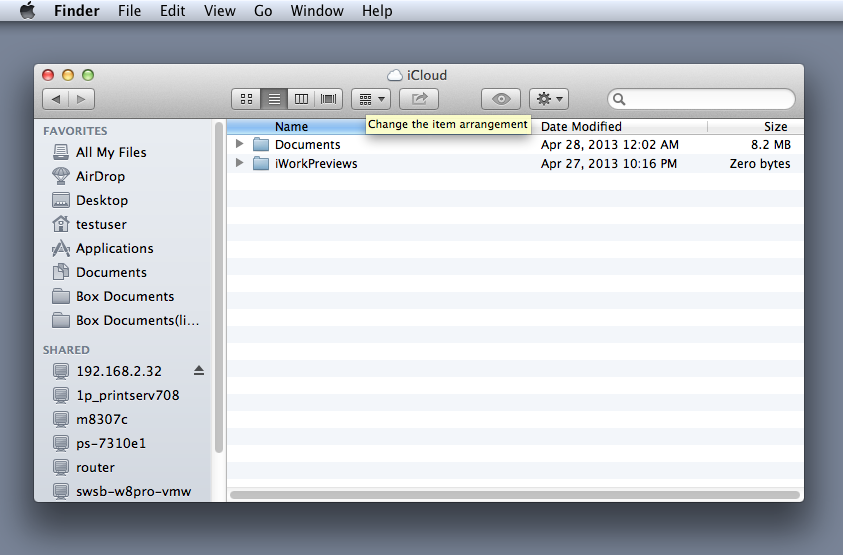 Finder File Edit View Go Window Help
iCloud
Change the item arrangement
FAVORITES
All My Files
AirDrop
Desktop
testuser
Applications
Documents
Box Documents
Box Documents(li...
SHARED
192.168.2.32
1p_printserv708
m8307c
ps-7310e1
router
swsb-w8pro-vmw
Name Date Modified Size
Documents Apr 28, 2013 12:02 AM 8.2 MB
iWorkPreviews Apr 27, 2013 10:16 PM Zero bytes